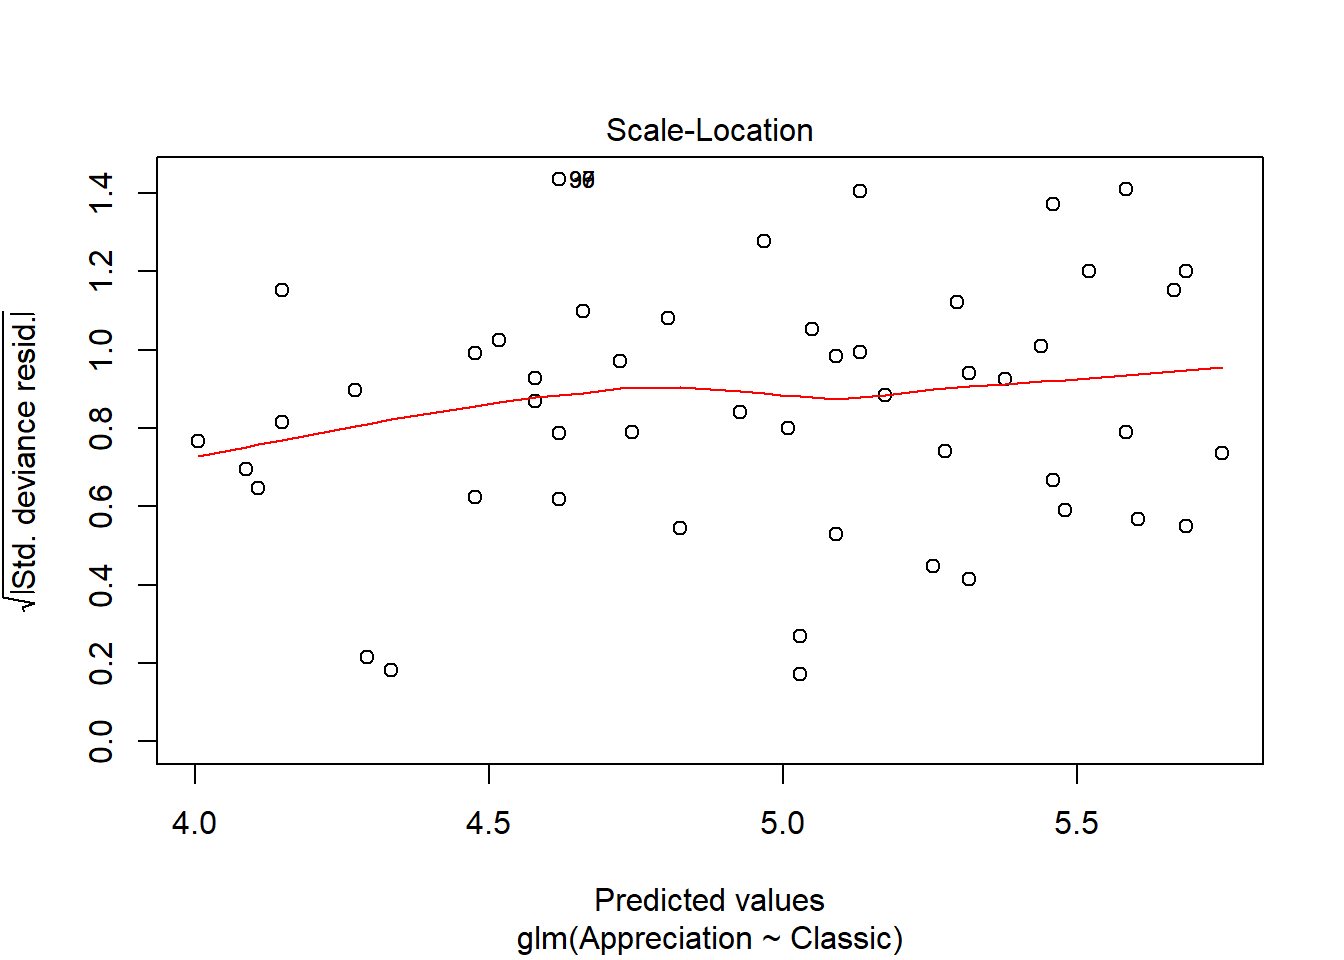 Scale-Location
√|Std. deviance resid.|
1.4
1.2
1.0
0.8
0.6
0.4
0.2
0.0
4.0 4.5 5.0 5.5
Predicted values
glm(Appreciation ~ Classic)